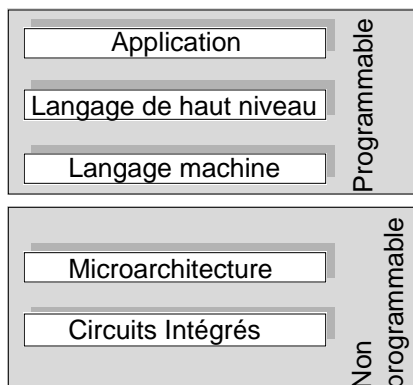 Application
Langage de haut niveau
Langage machine
Programmable
Microarchitecture
Circuits Intégrés
Non
programmable